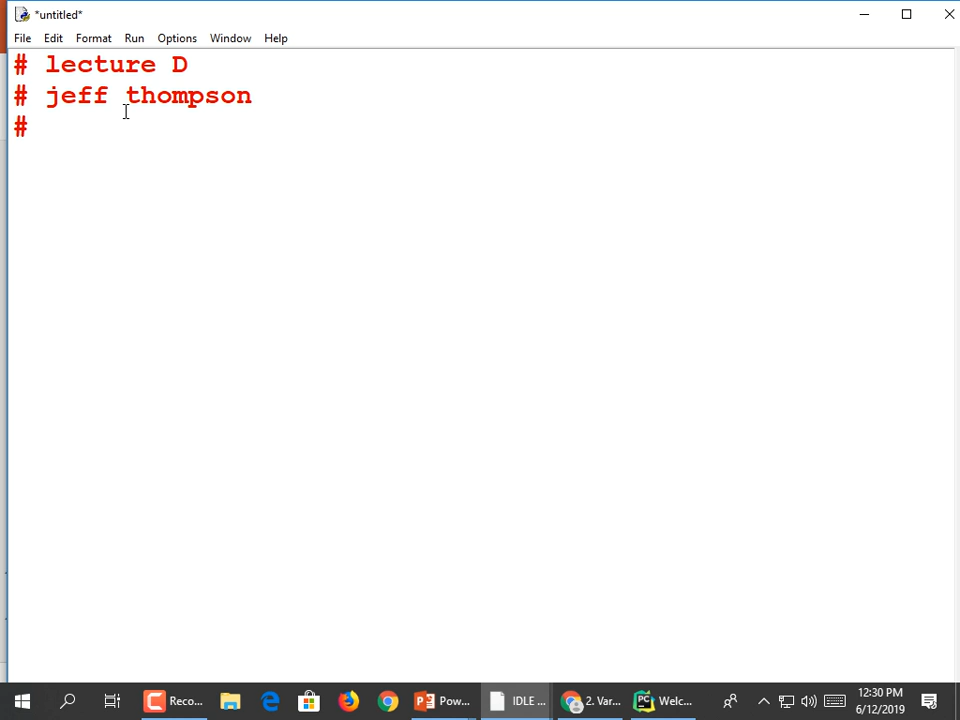 *untitled*
File Edit Format Run Options Window Help
# lecture D
# jeff thompson
#
Reco... Pow... IDLE ... 2. Var... Welc... 12:30 PM
6/12/2019